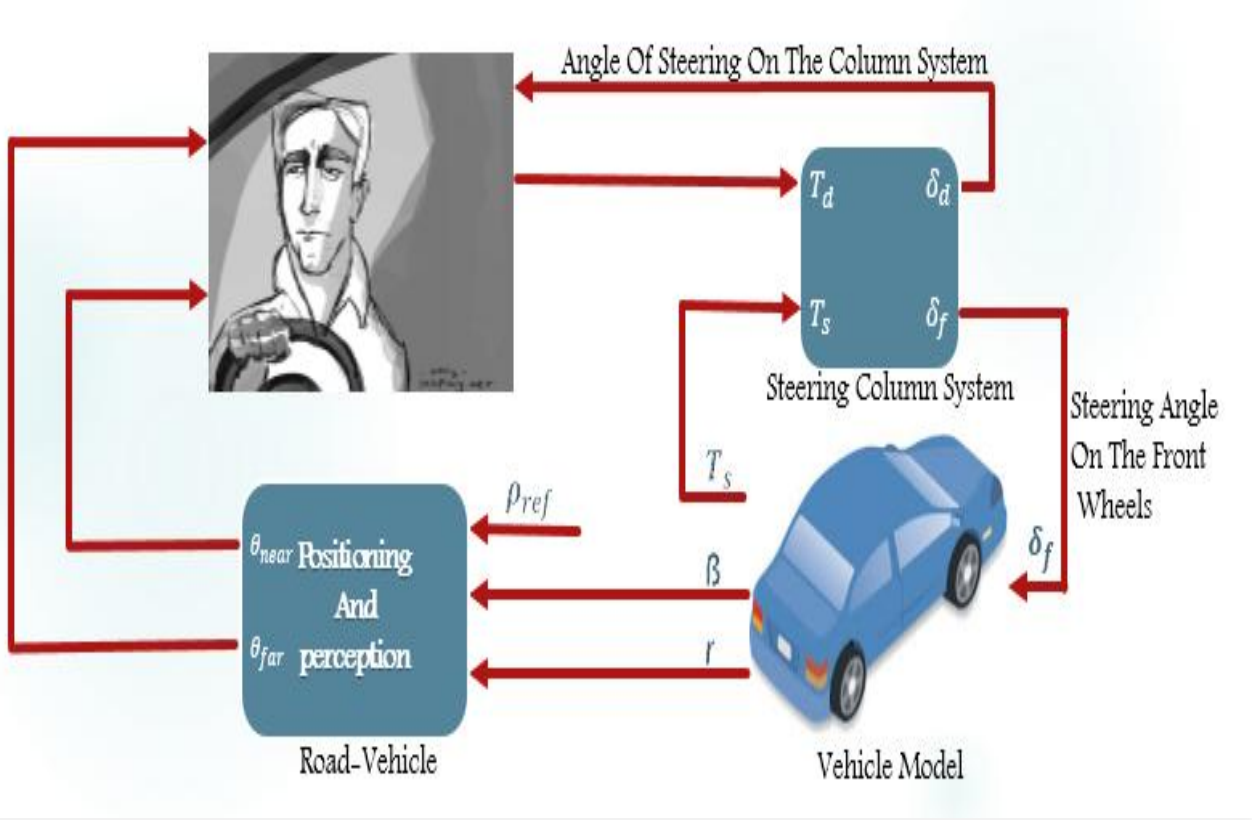 Angle Of Steering On The Column System
T_d δ_d
T_s δ_f
Steering Column System
Steering Angle
On The Front
Wheels
T_s
ρ_ref
δ_f
θ_near Positioning
And
θ_far perception
β
r
Road-Vehicle
Vehicle Model